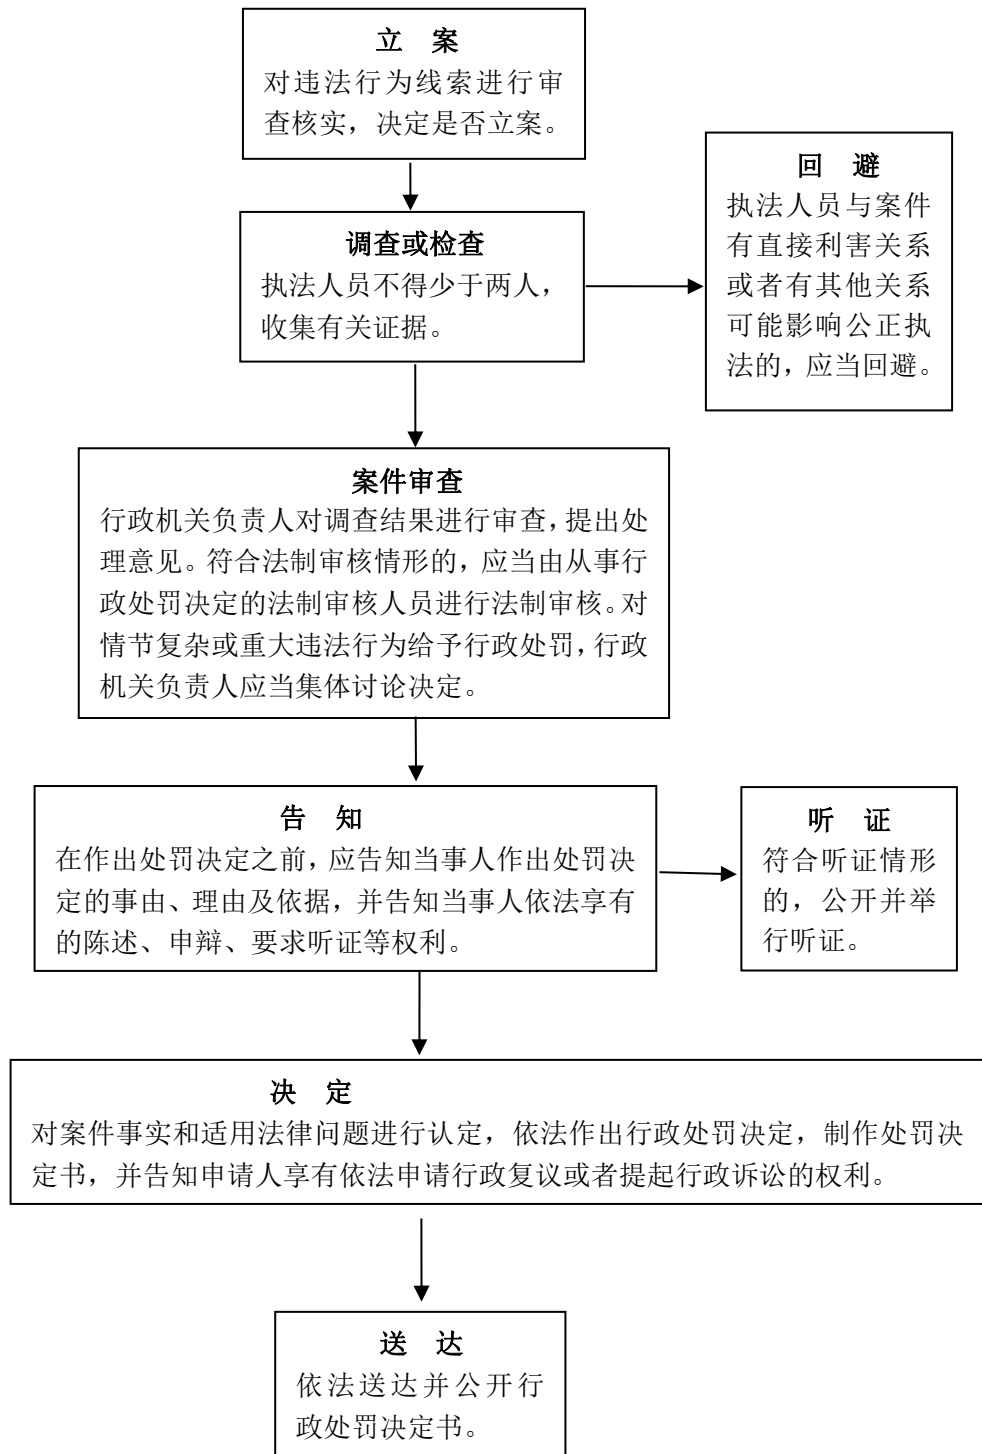 立 案
对违法行为线索进行审
查核实，决定是否立案。
回 避
执法人员与案件
有直接利害关系
或者有其他关系
可能影响公正执
法的，应当回避。
调查或检查
执法人员不得少于两人，
收集有关证据。
案件审查
行政机关负责人对调查结果进行审查，提出处
理意见。符合法制审核情形的，应当由从事行
政处罚决定的法制审核人员进行法制审核。对
情节复杂或重大违法行为给予行政处罚，行政
机关负责人应当集体讨论决定。
告 知
在作出处罚决定之前，应告知当事人作出处罚决
定的事由、理由及依据，并告知当事人依法享有
的陈述、申辩、要求听证等权利。
听 证
符合听证情形
的，公开并举
行听证。
决 定
对案件事实和适用法律问题进行认定，依法作出行政处罚决定，制作处罚决
定书，并告知申请人享有依法申请行政复议或者提起行政诉讼的权利。
送 达
依法送达并公开行
政处罚决定书。